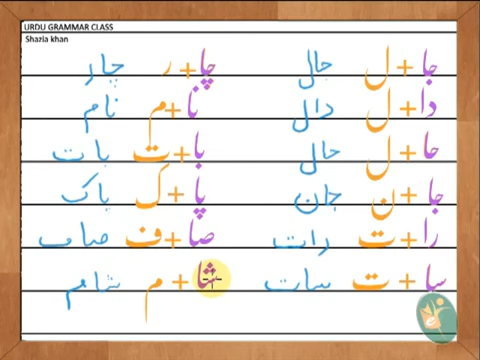 URDU GRAMMAR CLASS
Shazia khan
جا + ل جال چا + ر چار
دا + ل دال نا + م نام
حا + ل حال با + ت بات
جا + ن جان پا + ک پاک
را + ت رات صا + ف صاف
سا + ت سات شا + م شام